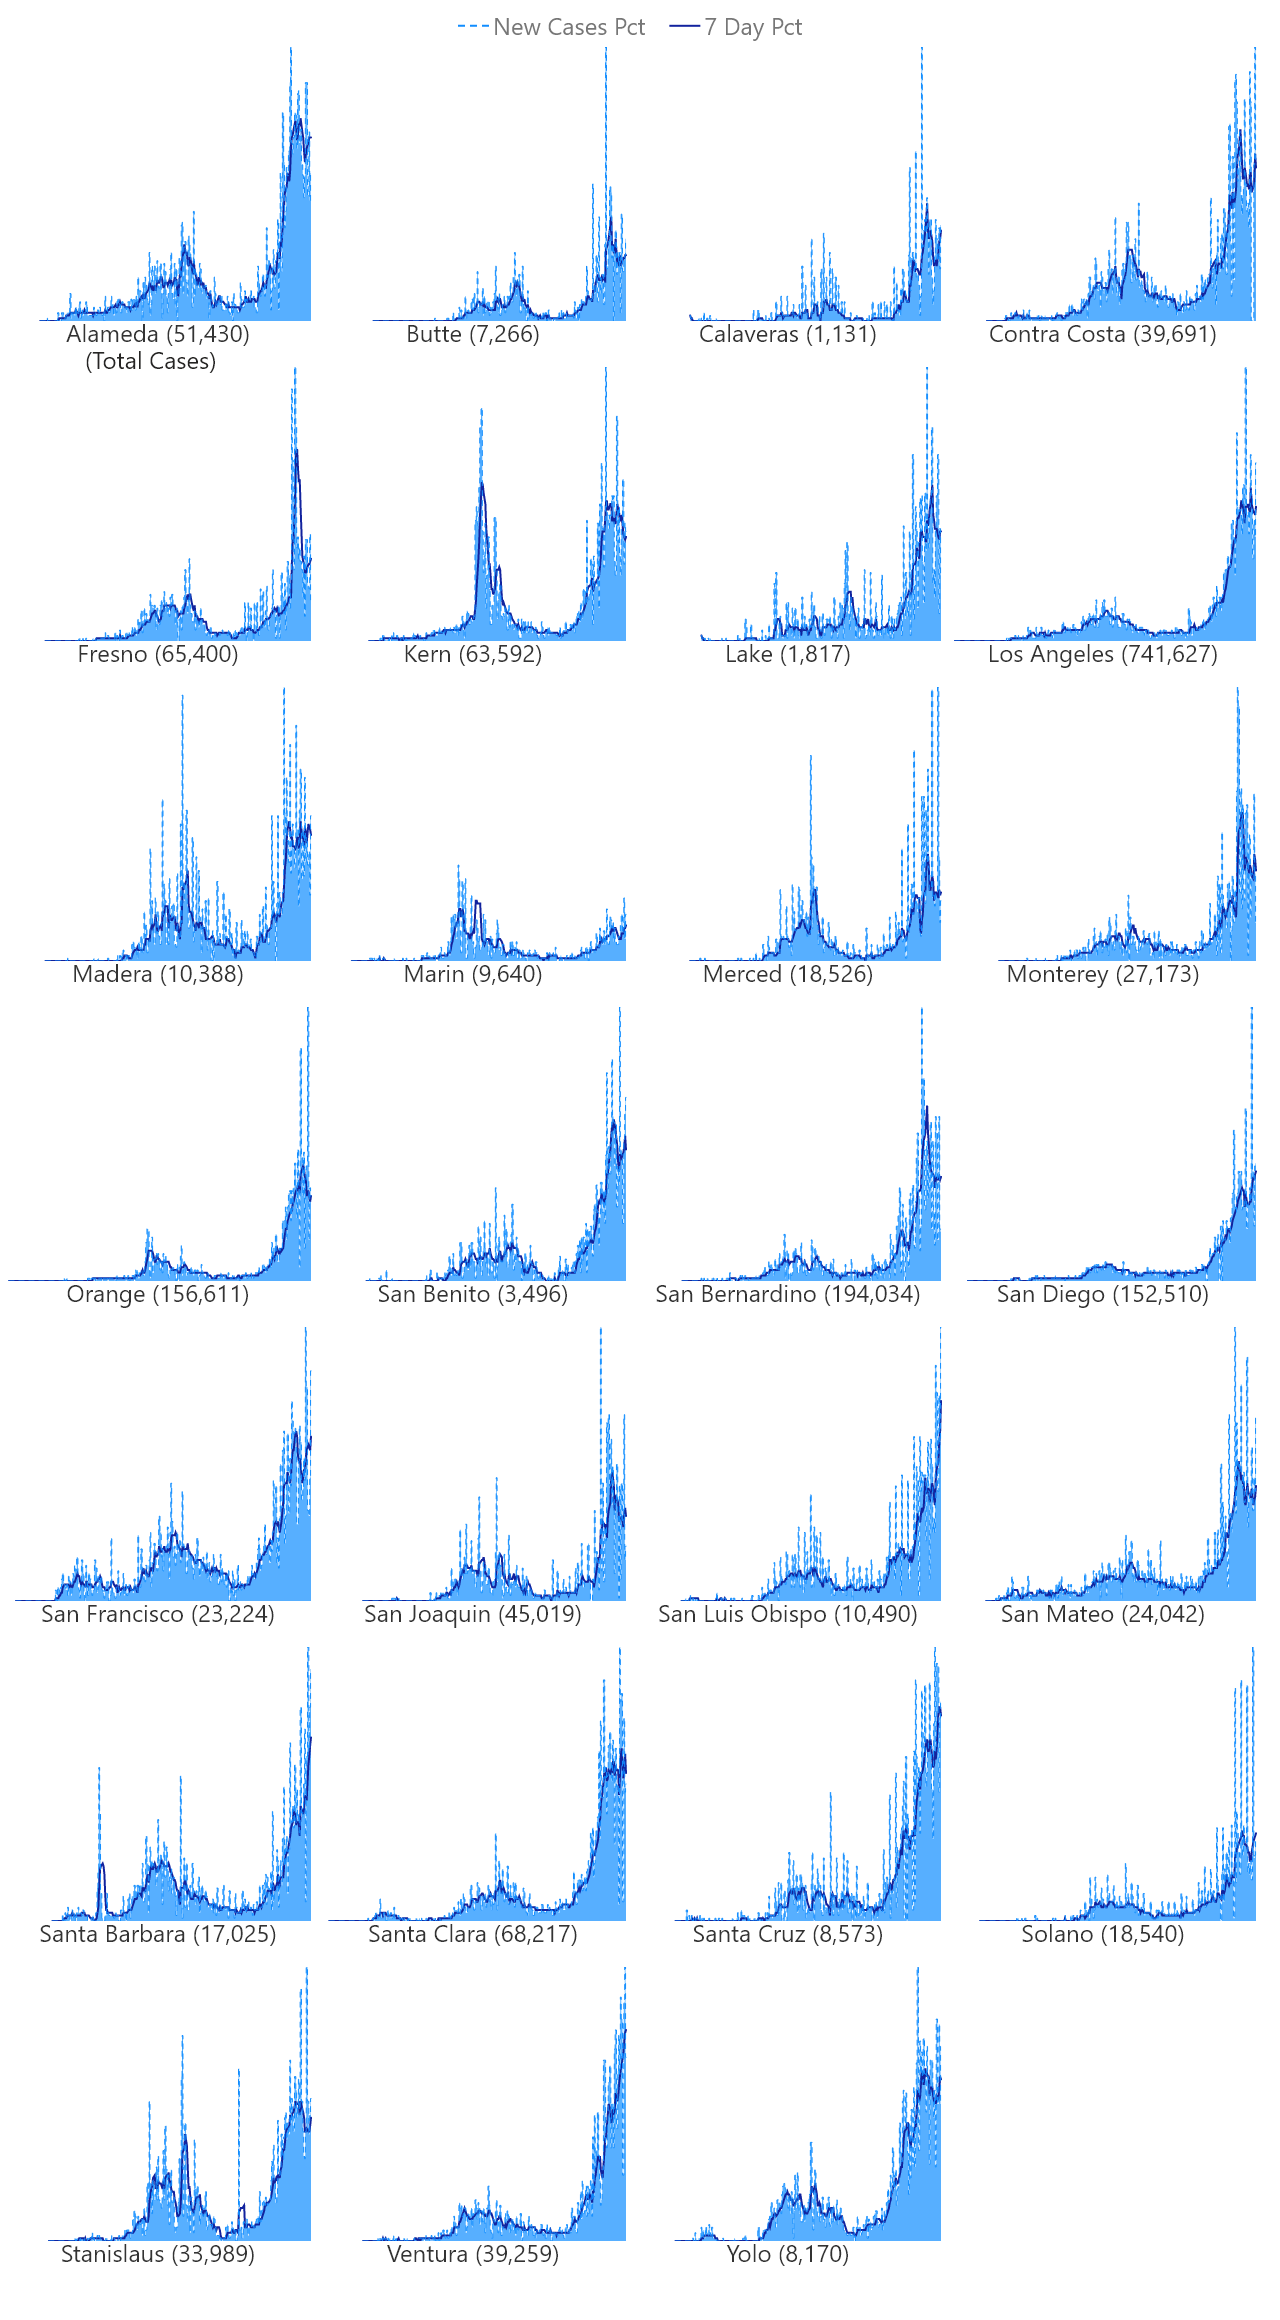 New Cases Pct 7 Day Pct
Alameda (51,430) Butte (7,266) Calaveras (1,131) Contra Costa (39,691)
(Total Cases)
Fresno (65,400) Kern (63,592) Lake (1,817) Los Angeles (741,627)
Madera (10,388) Marin (9,640) Merced (18,526) Monterey (27,173)
Orange (156,611) San Benito (3,496) San Bernardino (194,034) San Diego (152,510)
San Francisco (23,224) San Joaquin (45,019) San Luis Obispo (10,490) San Mateo (24,042)
Santa Barbara (17,025) Santa Clara (68,217) Santa Cruz (8,573) Solano (18,540)
Stanislaus (33,989) Ventura (39,259) Yolo (8,170)